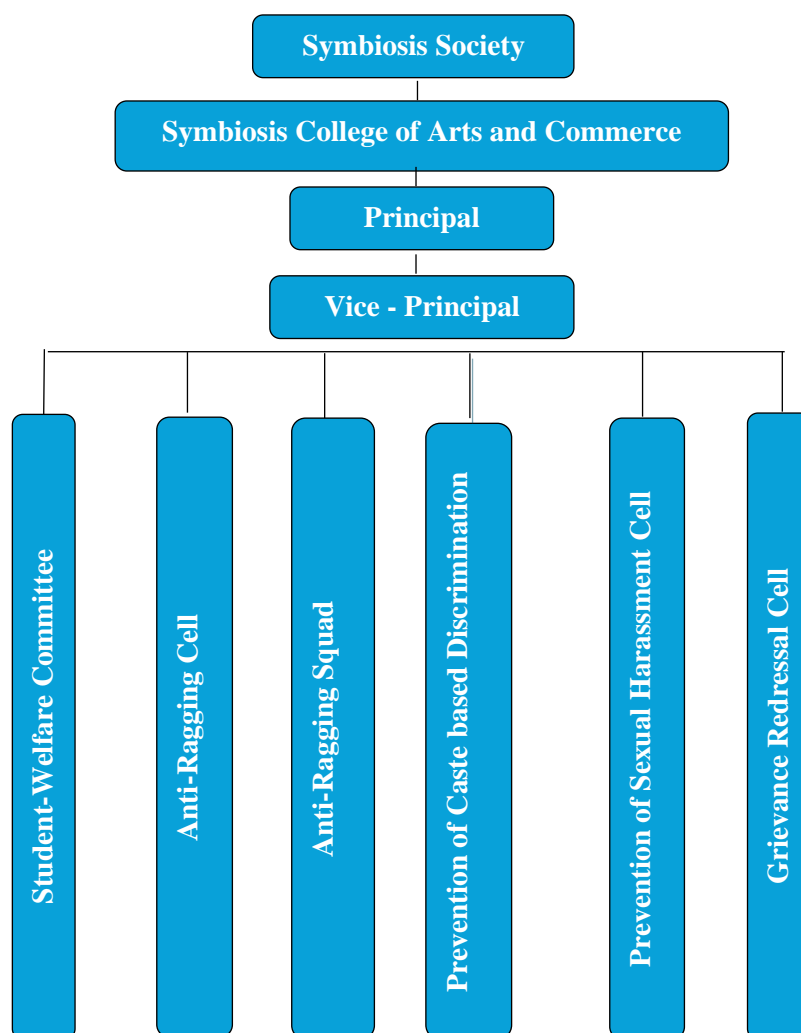 Symbiosis Society
Symbiosis College of Arts and Commerce
Principal
Vice - Principal
Student-Welfare Committee
Anti-Ragging Cell
Anti-Ragging Squad
Prevention of Caste based Discrimination
Prevention of Sexual Harassment Cell
Grievance Redressal Cell